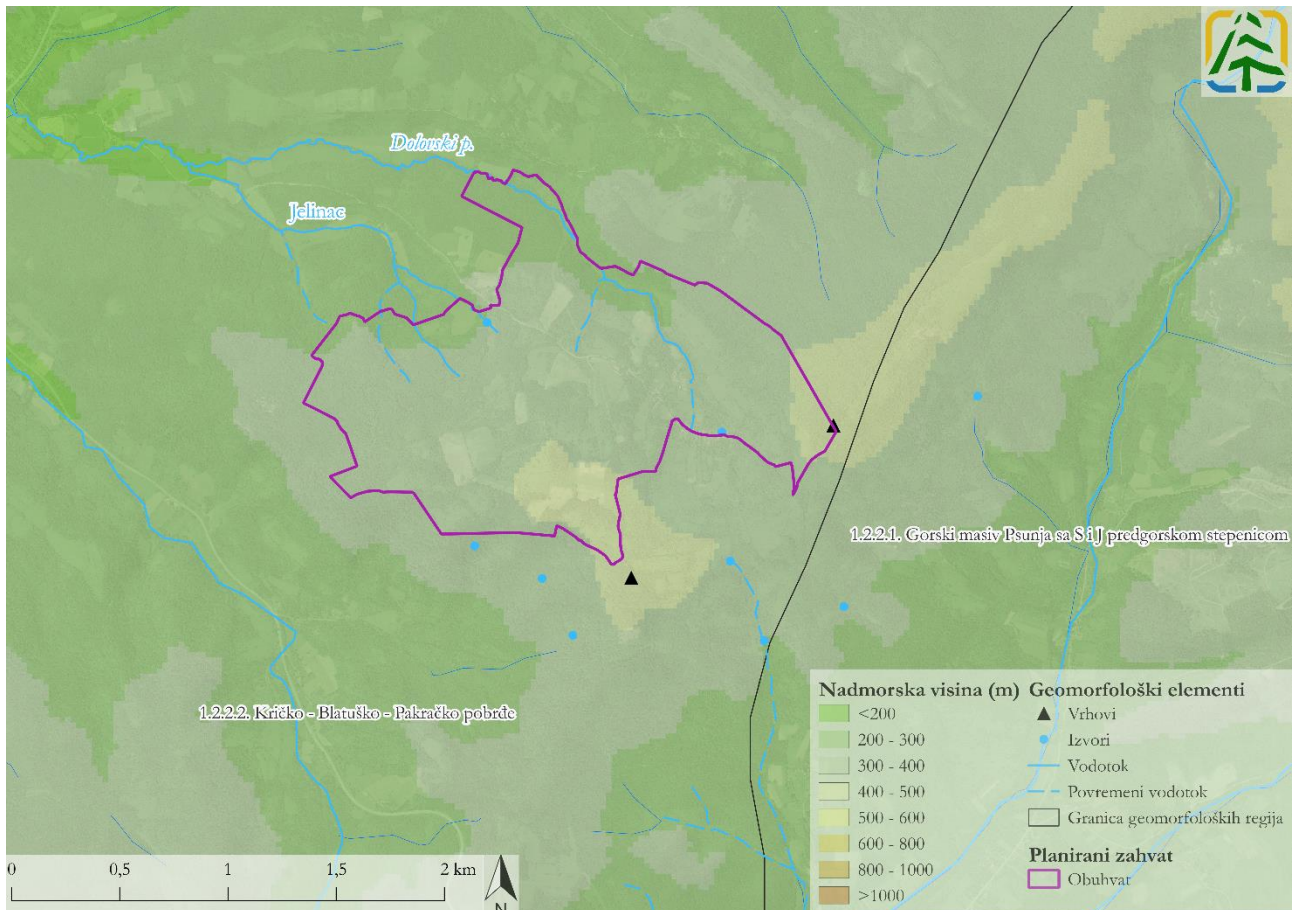 Dolovski p.
Jelinac
1.2.2.1. Gorski masiv Psunja sa S i J predgorskom stepenicom
1.2.2.2. Kričko - Blatuško - Pakračko pobrđe
Nadmorska visina (m)
<200
200 - 300
300 - 400
400 - 500
500 - 600
600 - 800
800 - 1000
>1000
Geomorfološki elementi
Vrhovi
Izvori
Vodotok
Povremeni vodotok
Granica geomorfoloških regija
Planirani zahvat
Obuhvat
0 0,5 1 1,5 2 km
N